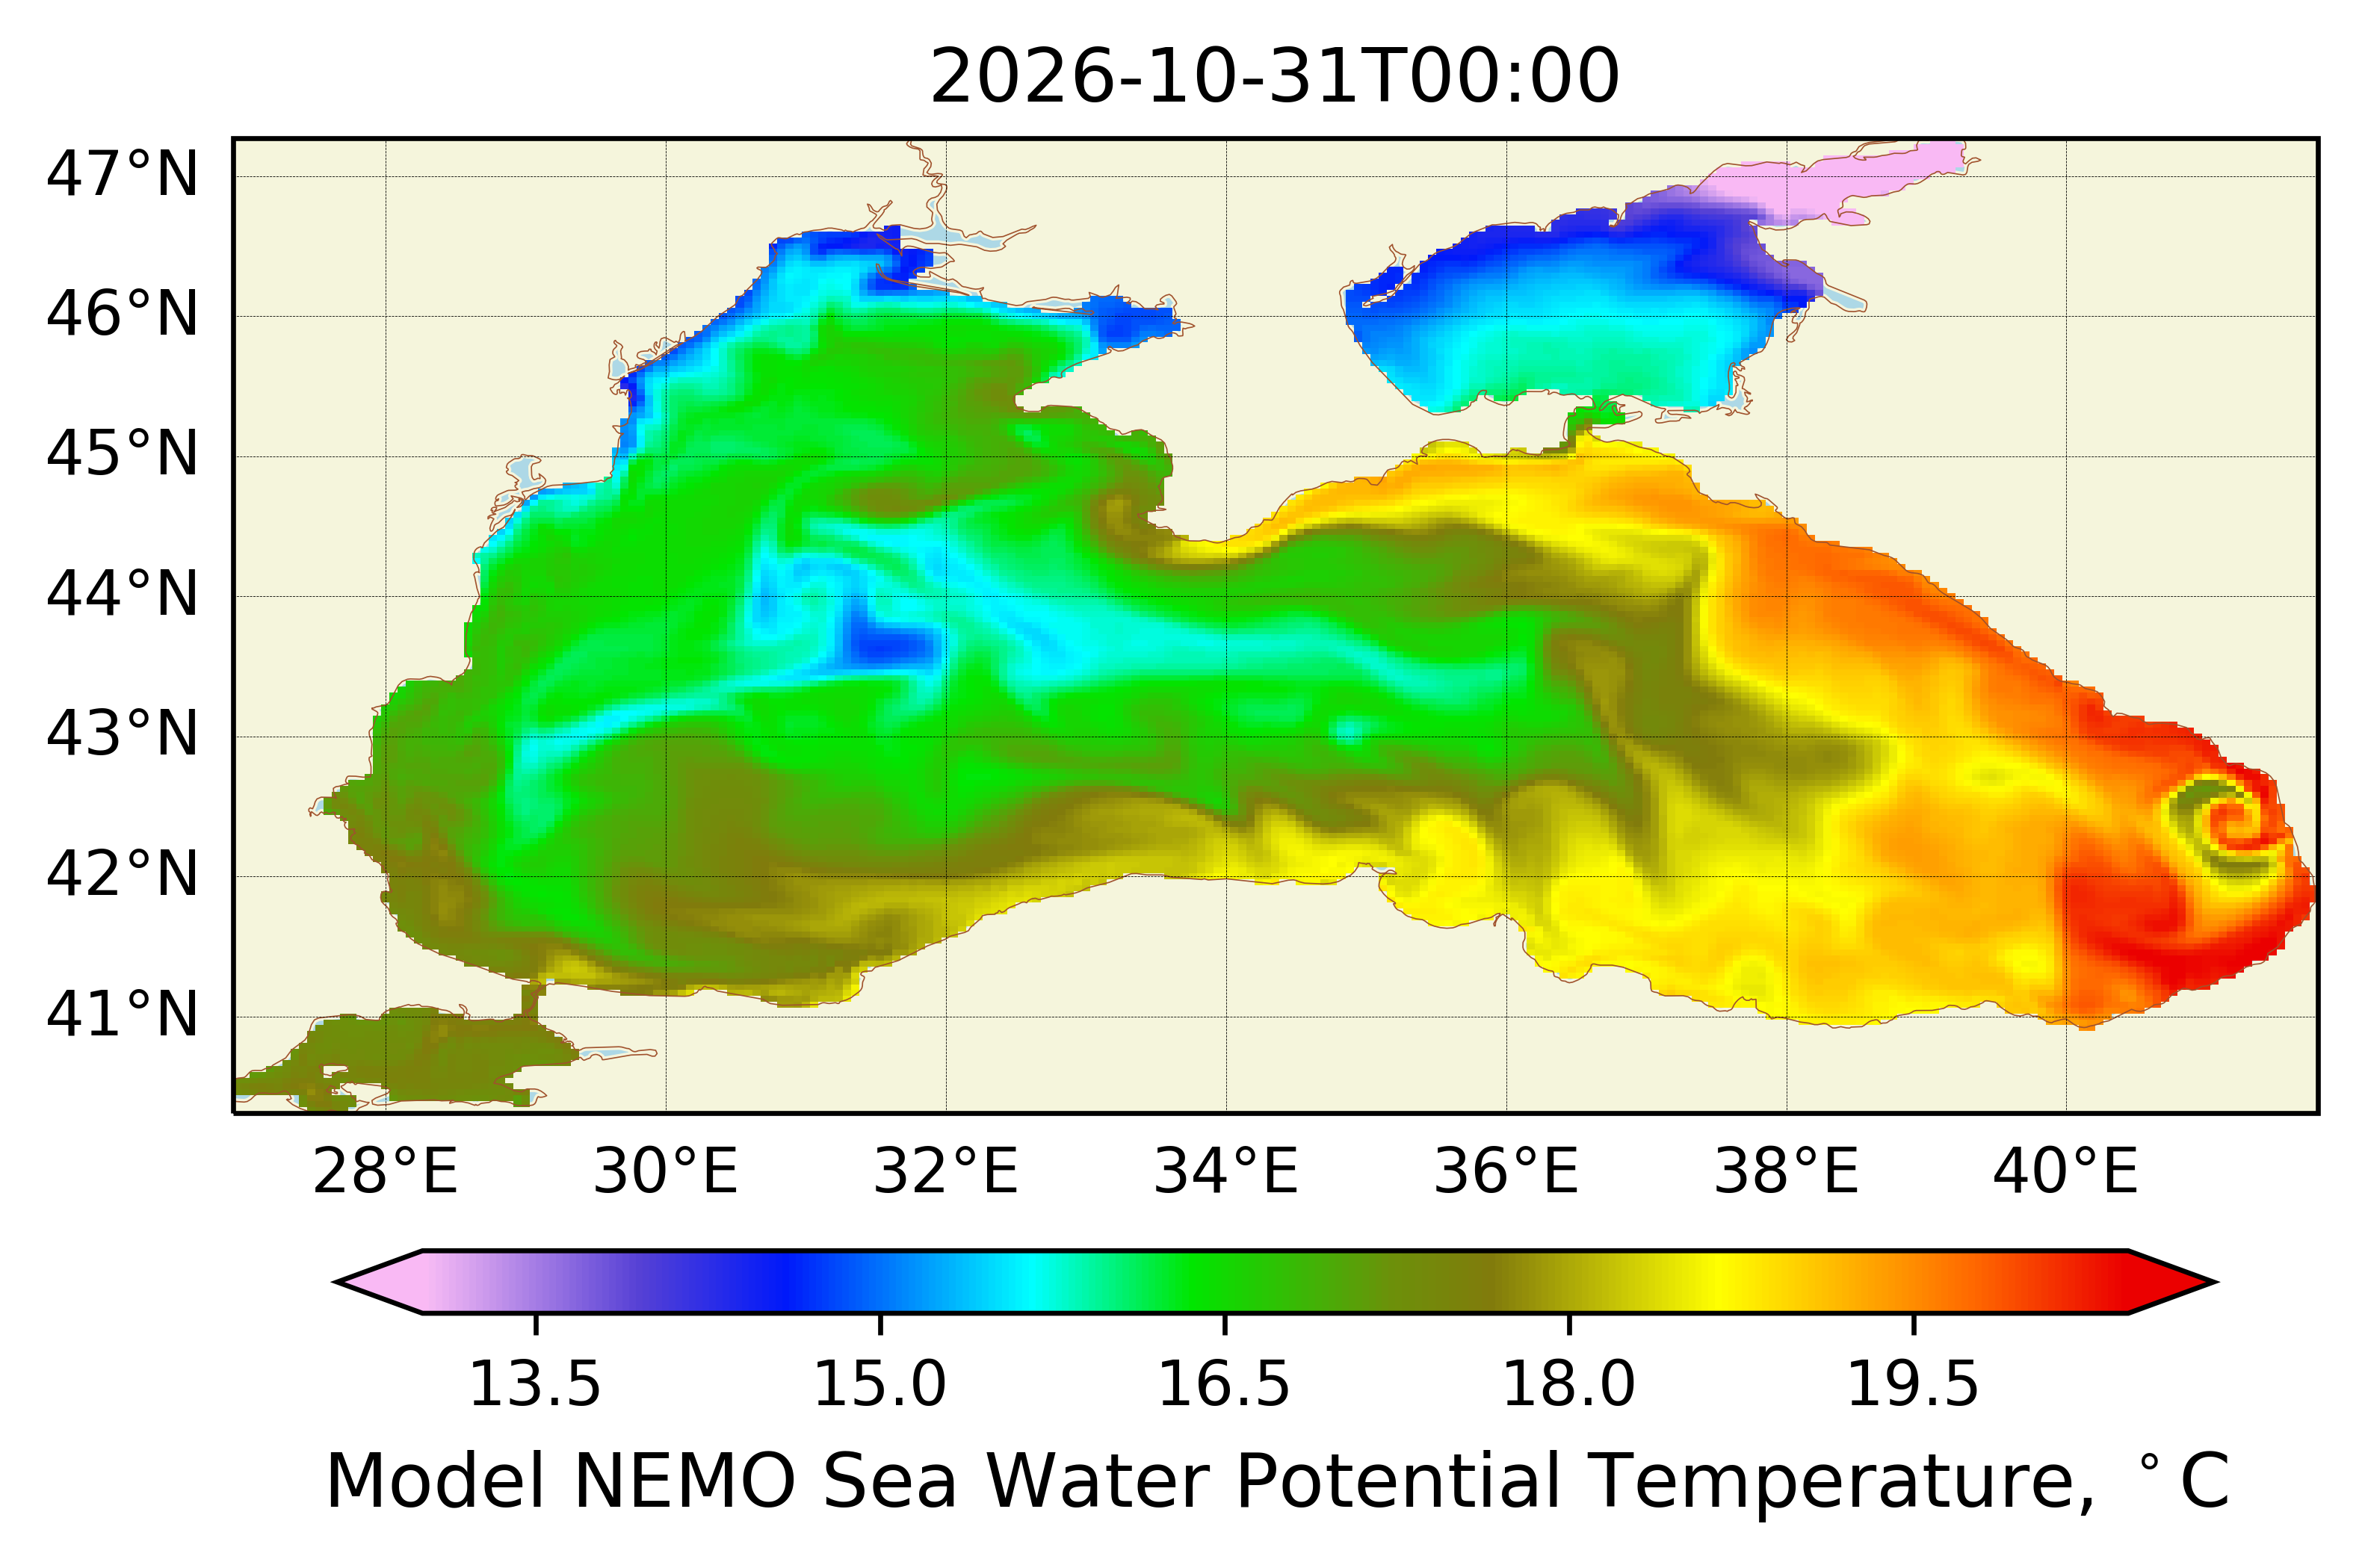 2026-10-31T00:00
47°N
46°N
45°N
44°N
43°N
42°N
41°N
28°E 30°E 32°E 34°E 36°E 38°E 40°E
13.5 15.0 16.5 18.0 19.5
Model NEMO Sea Water Potential Temperature, °C